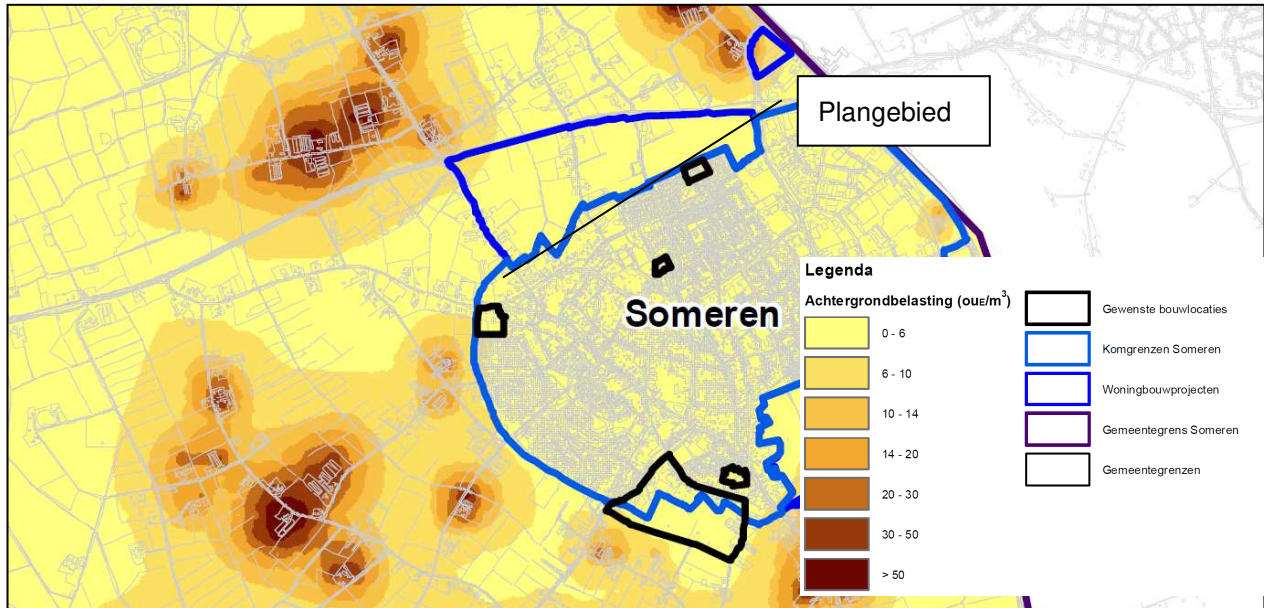 Plangebied
Someren
Legenda
Achtergrondbelasting (ouE/m³)
0 - 6
6 - 10
10 - 14
14 - 20
20 - 30
30 - 50
> 50
Gewenste bouwlocaties
Komgrenzen Someren
Woningbouwprojecten
Gemeentegrens Someren
Gemeentegrenzen